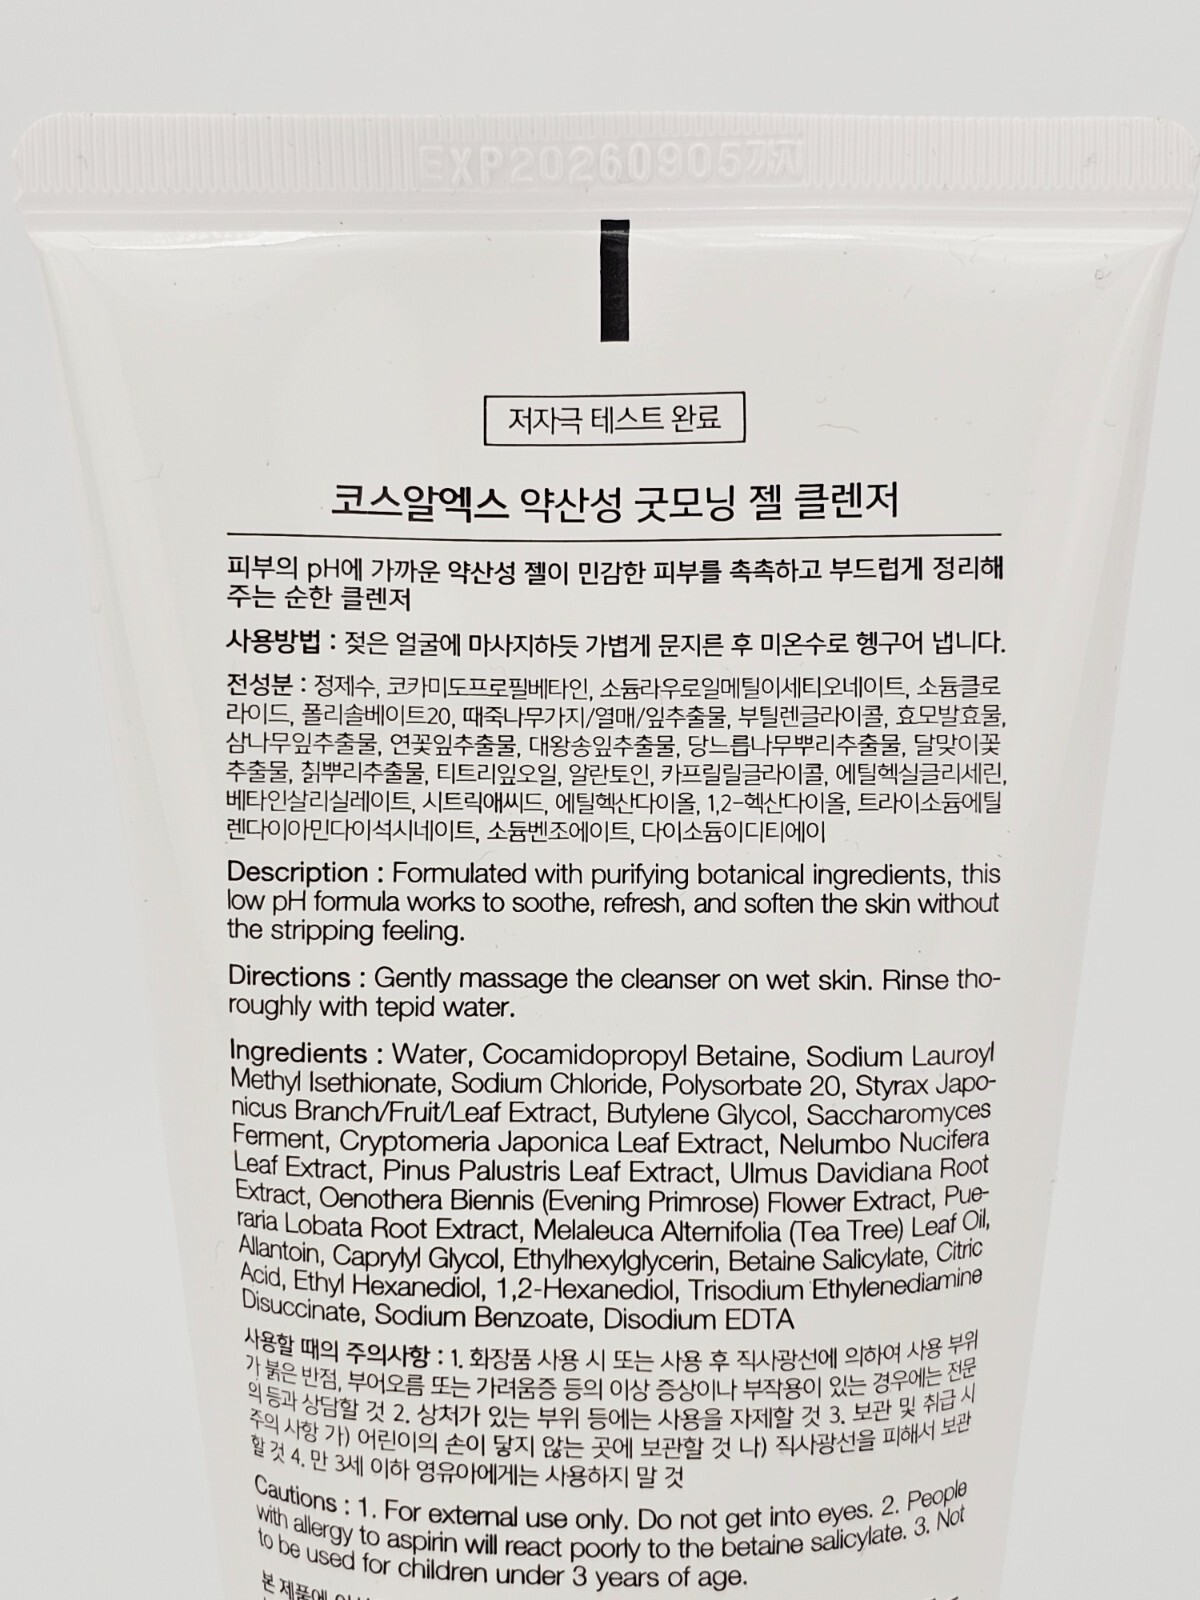 EXP20260905까지
저자극 테스트 완료
코스알엑스 약산성 굿모닝 젤 클렌저
피부의 pH에 가까운 약산성 젤이 민감한 피부를 촉촉하고 부드럽게 정리해
주는 순한 클렌저
사용방법 : 젖은 얼굴에 마사지하듯 가볍게 문지른 후 미온수로 헹구어 냅니다.
전성분 : 정제수, 코카미도프로필베타인, 소듐라우로일메틸이세티오네이트, 소듐클로
라이드, 폴리솔베이트20, 때죽나무가지/열매/잎추출물, 부틸렌글라이콜, 효모발효물,
삼나무잎추출물, 연꽃잎추출물, 대왕송잎추출물, 당느릅나무뿌리추출물, 달맞이꽃
추출물, 칡뿌리추출물, 티트리잎오일, 알란토인, 카프릴릴글라이콜, 에틸헥실글리세린,
베타인살리실레이트, 시트릭애씨드, 에틸헥산다이올, 1,2-헥산다이올, 트라이소듐에틸
렌다이아민다이석시네이트, 소듐벤조에이트, 다이소듐이디티에이
Description : Formulated with purifying botanical ingredients, this
low pH formula works to soothe, refresh, and soften the skin without
the stripping feeling.
Directions : Gently massage the cleanser on wet skin. Rinse tho-
roughly with tepid water.
Ingredients : Water, Cocamidopropyl Betaine, Sodium Lauroyl
Methyl Isethionate, Sodium Chloride, Polysorbate 20, Styrax Japo-
nicus Branch/Fruit/Leaf Extract, Butylene Glycol, Saccharomyces
Ferment, Cryptomeria Japonica Leaf Extract, Nelumbo Nucifera
Leaf Extract, Pinus Palustris Leaf Extract, Ulmus Davidiana Root
Extract, Oenothera Biennis (Evening Primrose) Flower Extract, Pue-
raria Lobata Root Extract, Melaleuca Alternifolia (Tea Tree) Leaf Oil,
Allantoin, Caprylyl Glycol, Ethylhexylglycerin, Betaine Salicylate, Citric
Acid, Ethyl Hexanediol, 1,2-Hexanediol, Trisodium Ethylenediamine
Disuccinate, Sodium Benzoate, Disodium EDTA
사용할 때의 주의사항 : 1. 화장품 사용 시 또는 사용 후 직사광선에 의하여 사용 부위
가 붉은 반점, 부어오름 또는 가려움증 등의 이상 증상이나 부작용이 있는 경우에는 전문
의 등과 상담할 것 2. 상처가 있는 부위 등에는 사용을 자제할 것 3. 보관 및 취급 시
주의 사항 가) 어린이의 손이 닿지 않는 곳에 보관할 것 나) 직사광선을 피해서 보관
할 것 4. 만 3세 이하 영유아에게는 사용하지 말 것
Cautions : 1. For external use only. Do not get into eyes. 2. People
with allergy to aspirin will react poorly to the betaine salicylate. 3. Not
to be used for children under 3 years of age.
본 제품에